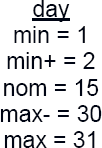 day
min = 1
min+ = 2
nom = 15
max- = 30
max = 31